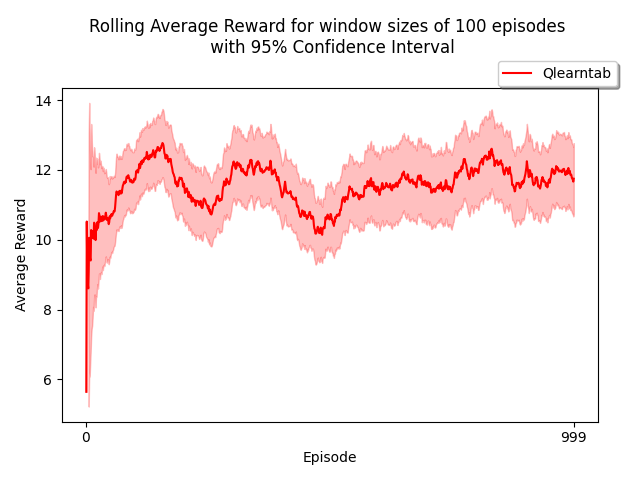 Rolling Average Reward for window sizes of 100 episodes
with 95% Confidence Interval
Qlearntab
14
12
10
8
6
Average Reward
0
999
Episode